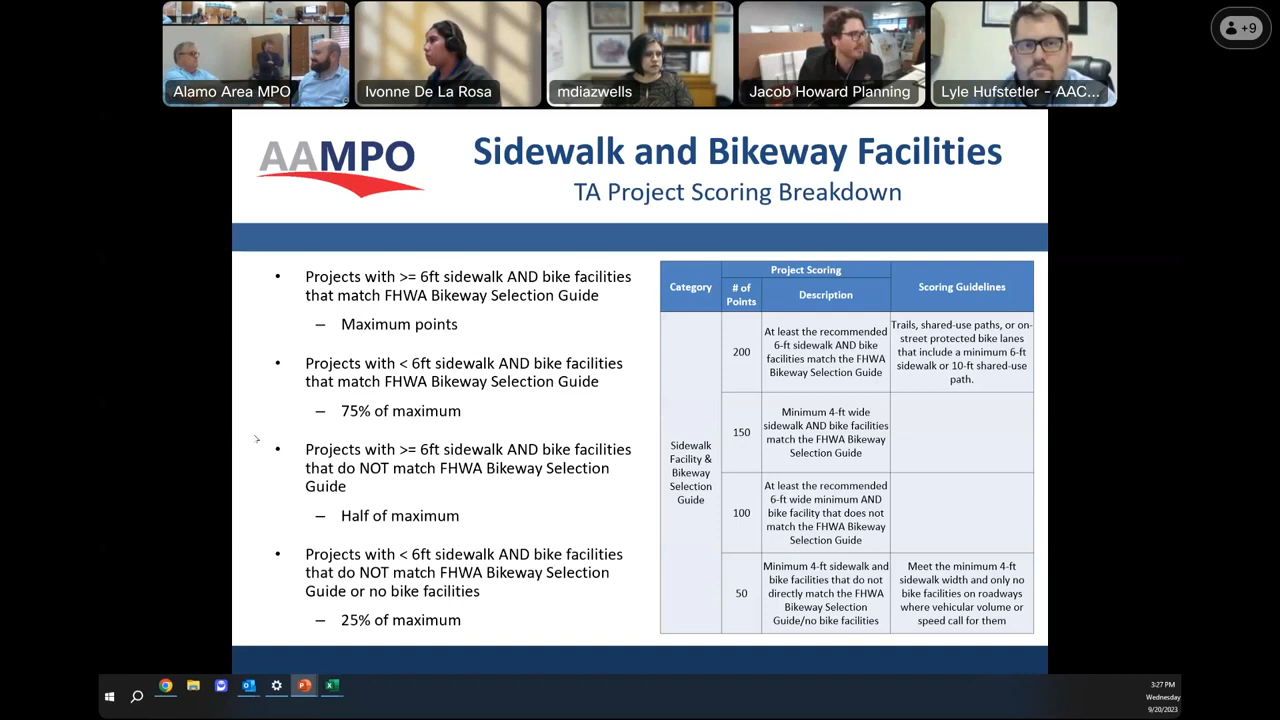 +9
Alamo Area MPO
Ivonne De La Rosa
mdiazwells
Jacob Howard Planning
Lyle Hufstetler - AAC...
AAMPO
Sidewalk and Bikeway Facilities
TA Project Scoring Breakdown
• Projects with >= 6ft sidewalk AND bike facilities
that match FHWA Bikeway Selection Guide
– Maximum points
• Projects with < 6ft sidewalk AND bike facilities
that match FHWA Bikeway Selection Guide
– 75% of maximum
• Projects with >= 6ft sidewalk AND bike facilities
that do NOT match FHWA Bikeway Selection
Guide
– Half of maximum
• Projects with < 6ft sidewalk AND bike facilities
that do NOT match FHWA Bikeway Selection
Guide or no bike facilities
– 25% of maximum
Category
Project Scoring
# of
Points
Description
Scoring Guidelines
Sidewalk
Facility &
Bikeway
Selection
Guide
200
At least the recommended
6-ft sidewalk AND bike
facilities match the FHWA
Bikeway Selection Guide
Trails, shared-use paths, or on-
street protected bike lanes
that include a minimum 6-ft
sidewalk or 10-ft shared-use
path.
150
Minimum 4-ft wide
sidewalk AND bike facilities
match the FHWA Bikeway
Selection Guide
100
At least the recommended
6-ft wide minimum AND
bike facility that does not
match the FHWA Bikeway
Selection Guide
50
Minimum 4-ft sidewalk and
bike facilities that do not
directly match the FHWA
Bikeway Selection
Guide/no bike facilities
Meet the minimum 4-ft
sidewalk width and only no
bike facilities on roadways
where vehicular volume or
speed call for them
3:27 PM
Wednesday
9/20/2023